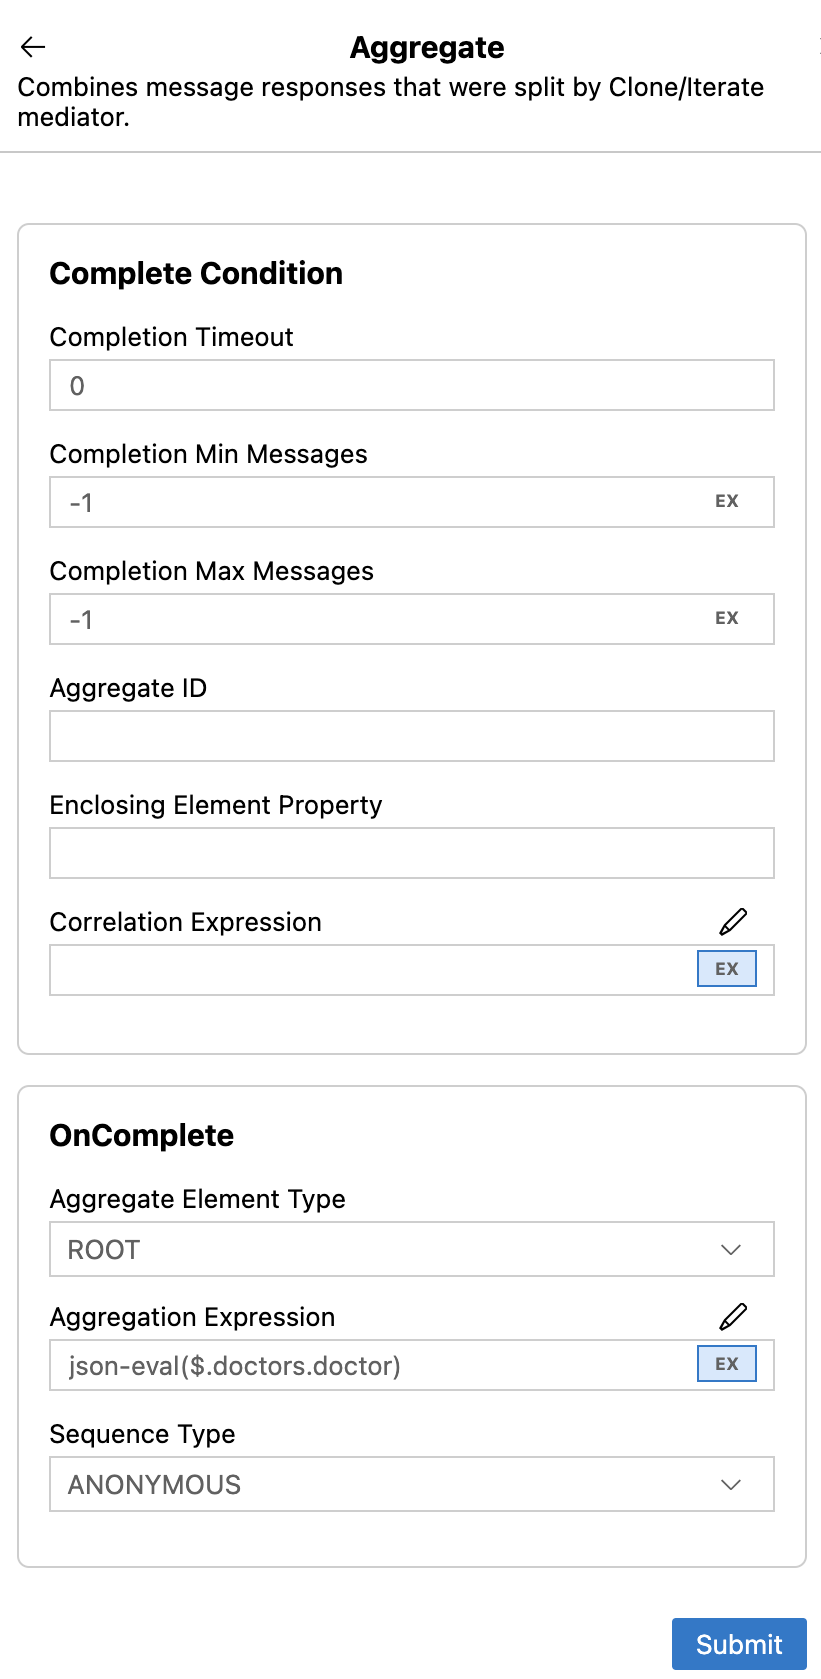 Aggregate
Combines message responses that were split by Clone/Iterate
mediator.
Complete Condition
Completion Timeout
0
Completion Min Messages
-1
EX
Completion Max Messages
-1
EX
Aggregate ID
Enclosing Element Property
Correlation Expression
EX
OnComplete
Aggregate Element Type
ROOT
Aggregation Expression
json-eval($.doctors.doctor)
EX
Sequence Type
ANONYMOUS
Submit